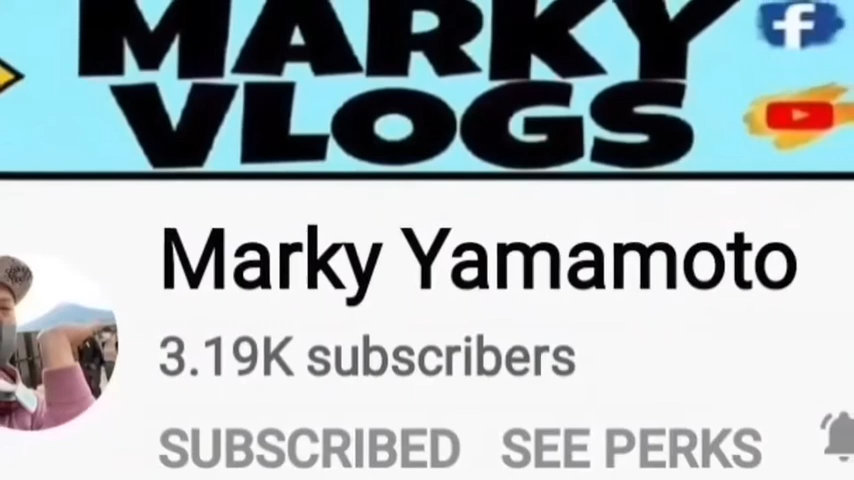 MARKY
VLOGS
Marky Yamamoto
3.19K subscribers
SUBSCRIBED SEE PERKS